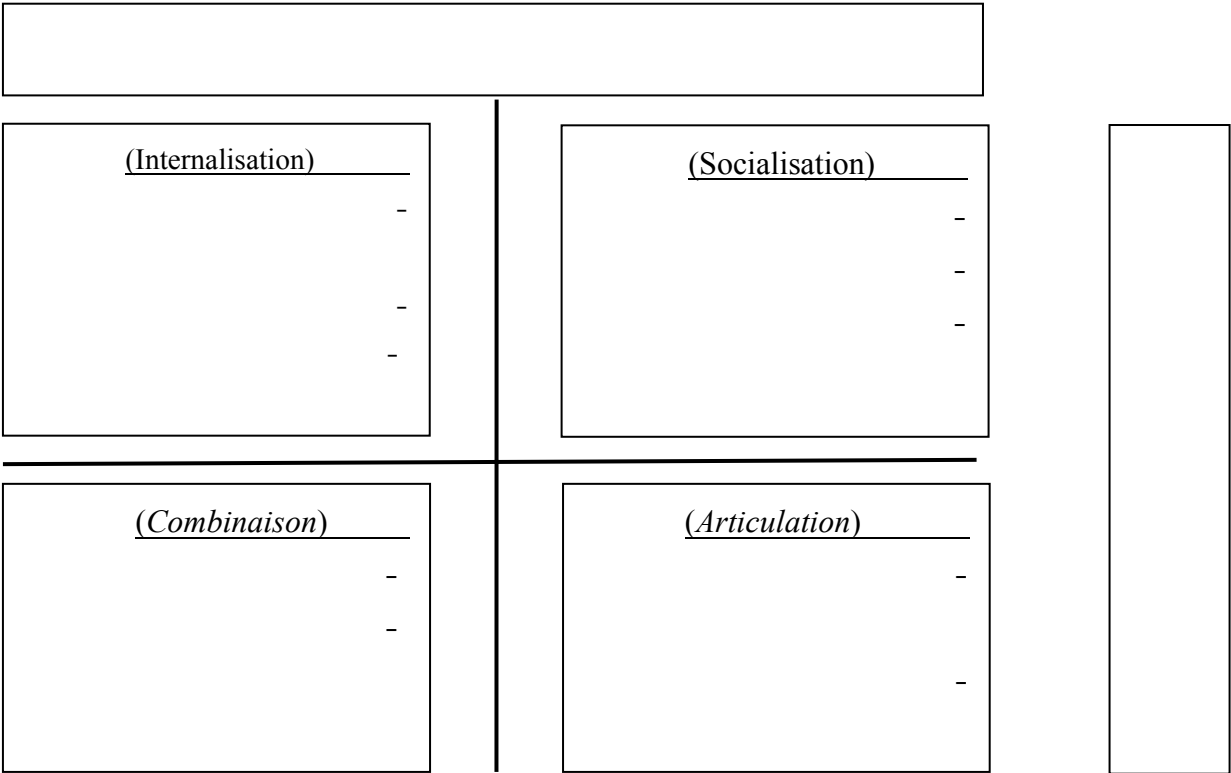 (Internalisation)
-
-
-
(Socialisation)
-
-
-
(Combinaison)
-
-
(Articulation)
-
-